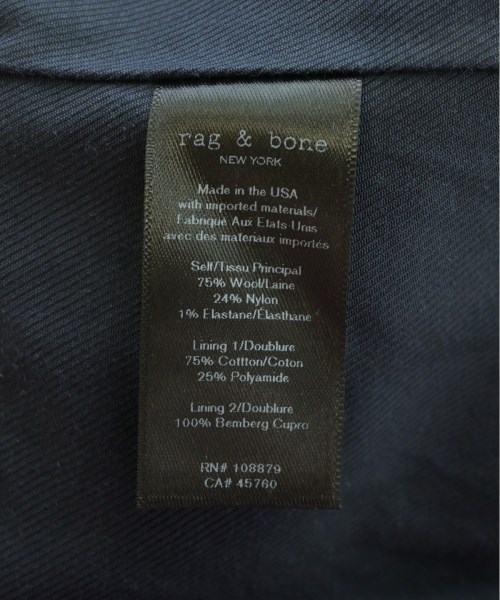 rag & bone
NEW YORK
Made in the USA
with imported materials/
Fabriqué Aux Etats-Unis
avec des materiaux importés
Self/Tissu Principal
75% Wool/Laine
24% Nylon
1% Elastane/Élasthane
Lining 1/Doublure
75% Cottton/Coton
25% Polyamide
Lining 2/Doublure
100% Bemberg Cupro
RN# 108879
CA# 45760